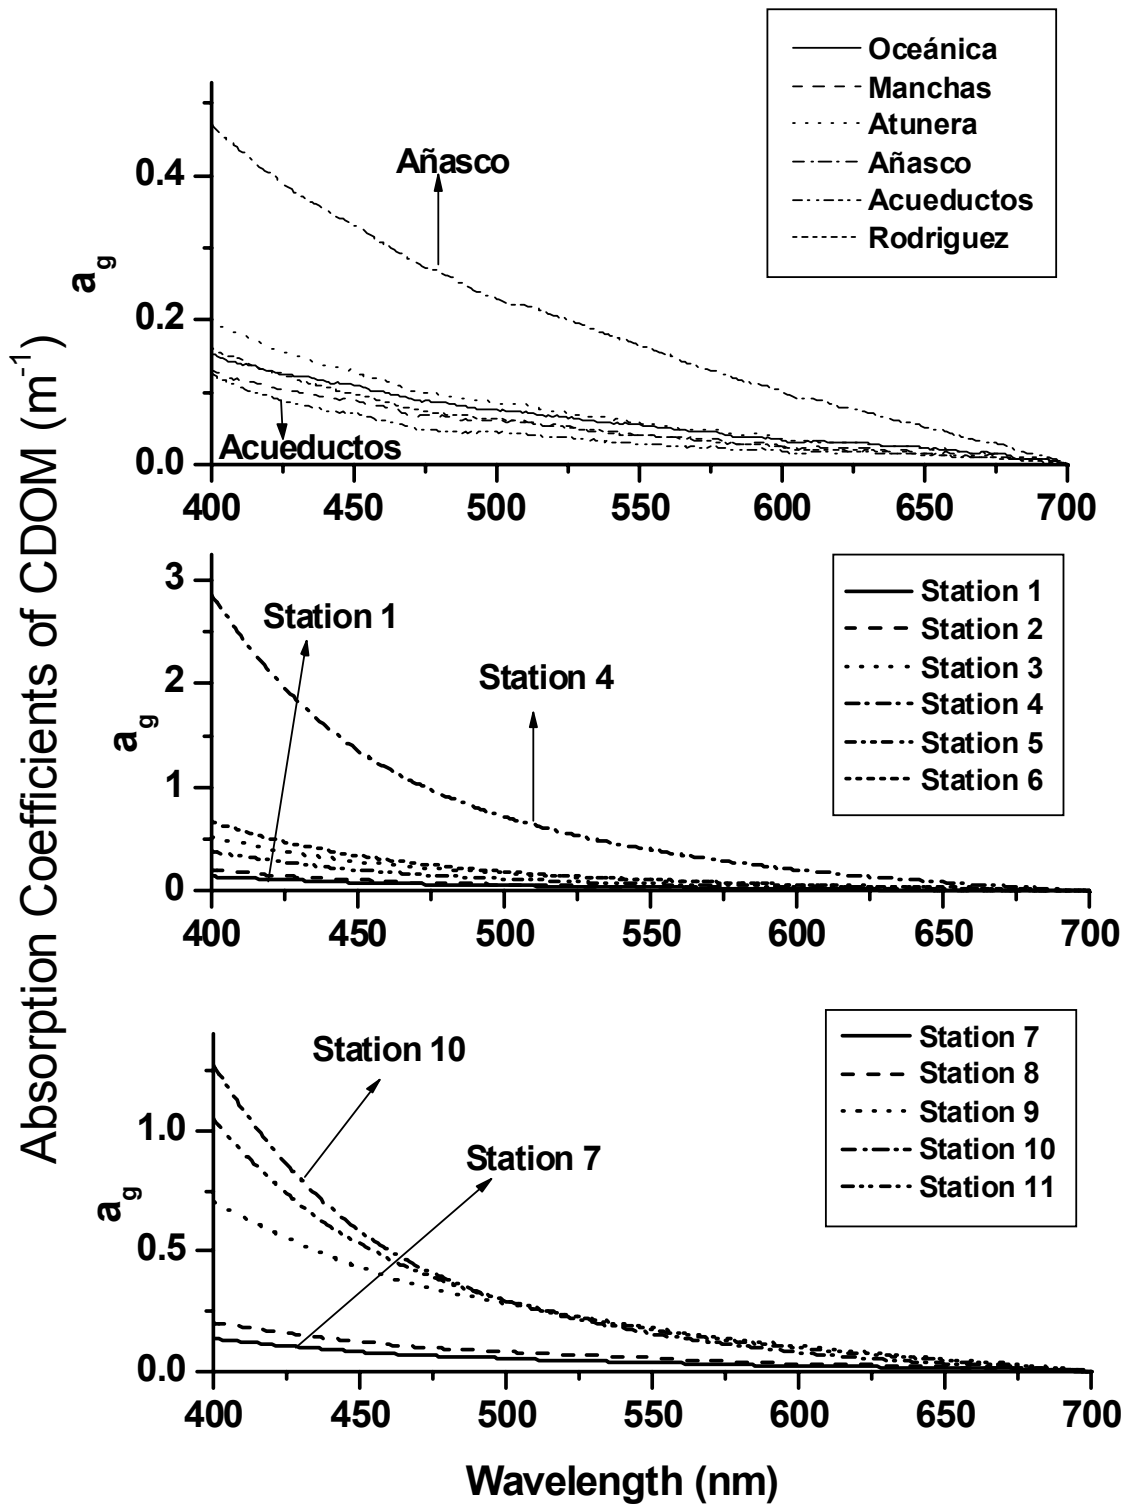 Absorption Coefficients of CDOM (m-1)
Oceánica
Manchas
Atunera
Añasco
Acueductos
Rodriguez
ag
0.4
0.2
0.0
Añasco
Acueductos
400 450 500 550 600 650 700
Station 1
Station 2
Station 3
Station 4
Station 5
Station 6
ag
3
2
1
0
Station 1
Station 4
400 450 500 550 600 650 700
Station 7
Station 8
Station 9
Station 10
Station 11
ag
1.0
0.5
0.0
Station 10
Station 7
400 450 500 550 600 650 700
Wavelength (nm)